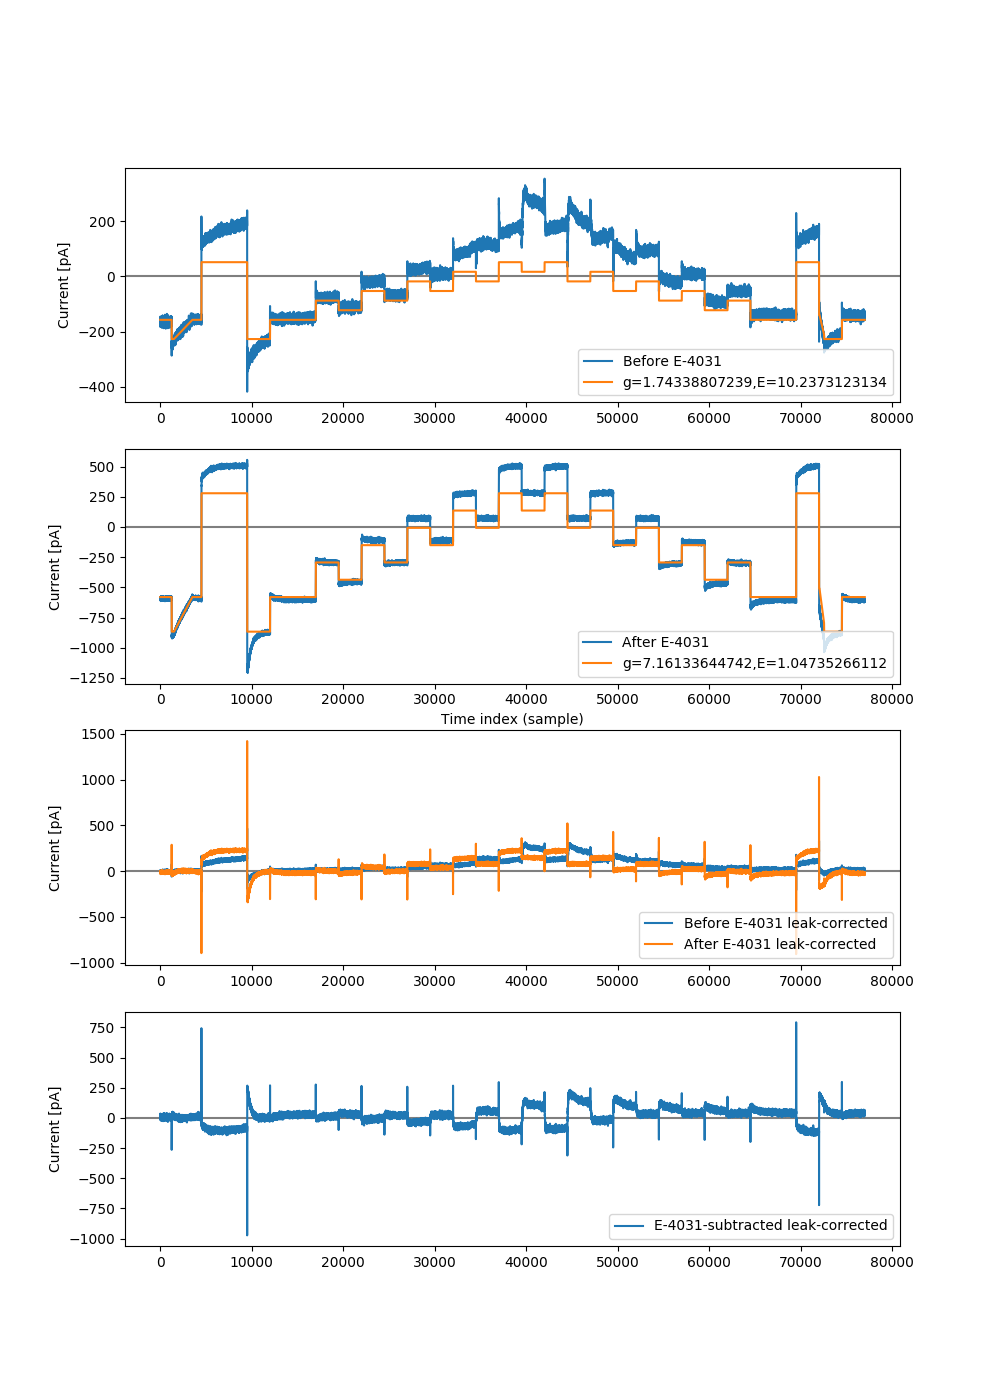 Current [pA]
200
0
−200
−400
0 10000 20000 30000 40000 50000 60000 70000 80000
Before E-4031
g=1.74338807239,E=10.2373123134
Current [pA]
500
250
0
−250
−500
−750
−1000
−1250
0 10000 20000 30000 40000 50000 60000 70000 80000
After E-4031
g=7.16133644742,E=1.04735266112
Time index (sample)
Current [pA]
1500
1000
500
0
−500
−1000
0 10000 20000 30000 40000 50000 60000 70000 80000
Before E-4031 leak-corrected
After E-4031 leak-corrected
Current [pA]
750
500
250
0
−250
−500
−750
−1000
0 10000 20000 30000 40000 50000 60000 70000 80000
E-4031-subtracted leak-corrected